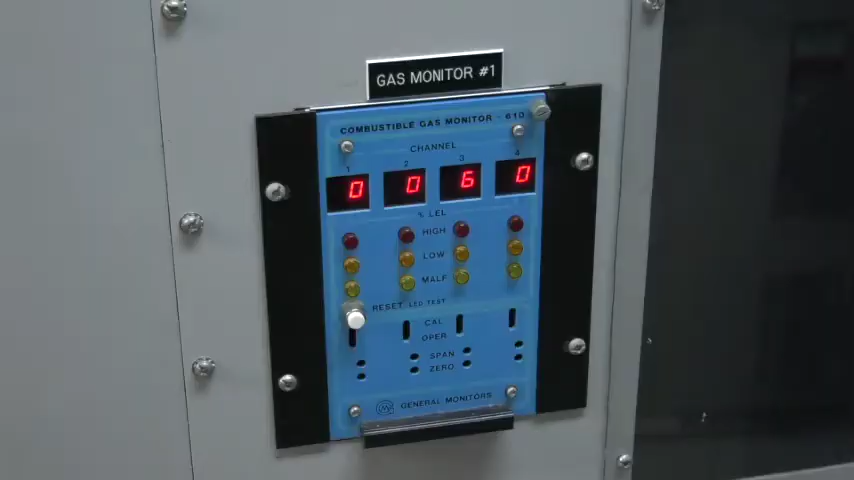 GAS MONITOR #1
COMBUSTIBLE GAS MONITOR - 610
CHANNEL
1 2 3 4
0 0 6 0
% LEL
HIGH
LOW
MALF
RESET LED TEST
CAL
OPER
SPAN
ZERO
GENERAL MONITORS